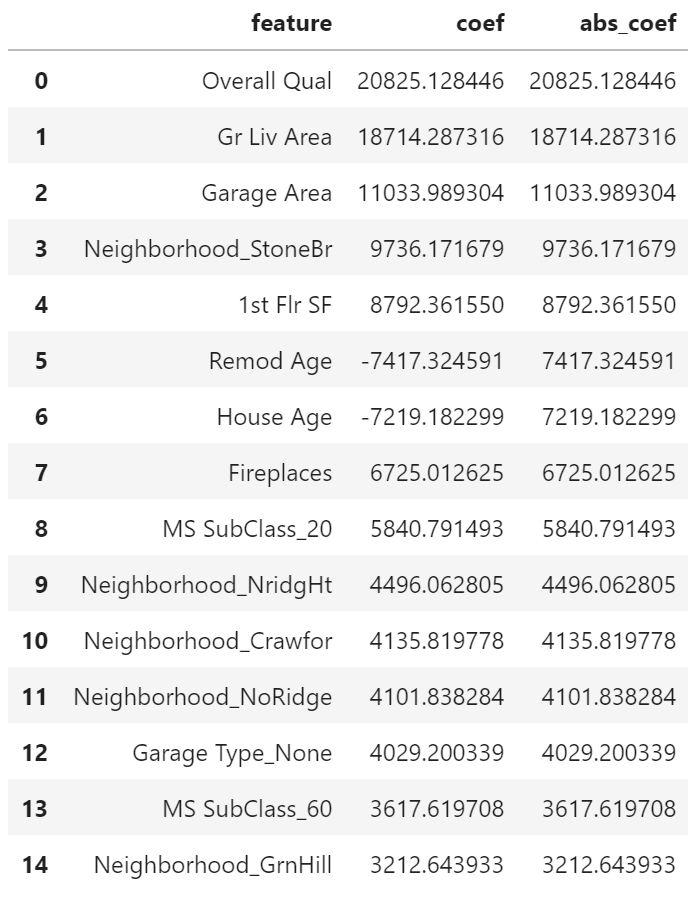 feature coef abs_coef
0 Overall Qual 20825.128446 20825.128446
1 Gr Liv Area 18714.287316 18714.287316
2 Garage Area 11033.989304 11033.989304
3 Neighborhood_StoneBr 9736.171679 9736.171679
4 1st Flr SF 8792.361550 8792.361550
5 Remod Age -7417.324591 7417.324591
6 House Age -7219.182299 7219.182299
7 Fireplaces 6725.012625 6725.012625
8 MS SubClass_20 5840.791493 5840.791493
9 Neighborhood_NridgHt 4496.062805 4496.062805
10 Neighborhood_Crawfor 4135.819778 4135.819778
11 Neighborhood_NoRidge 4101.838284 4101.838284
12 Garage Type_None 4029.200339 4029.200339
13 MS SubClass_60 3617.619708 3617.619708
14 Neighborhood_GrnHill 3212.643933 3212.643933